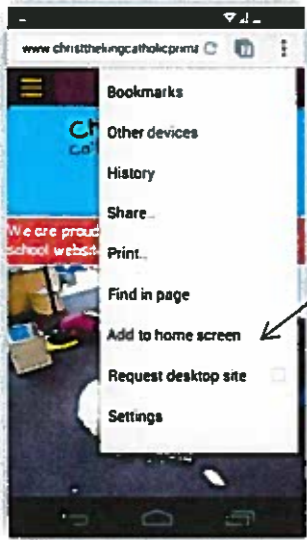 www.christthekingcatholicprima
Bookmarks
Other devices
History
Share...
Print...
We are proud
school websit
Find in page
Add to home screen
Request desktop site
Settings